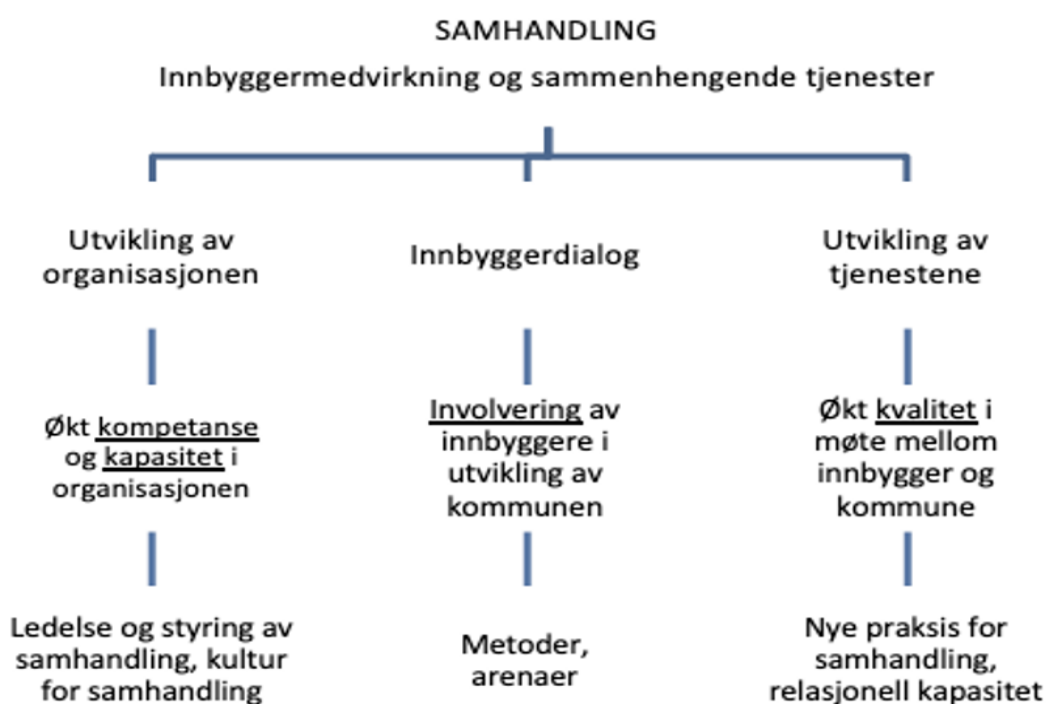 SAMHANDLING
Innbyggermedvirkning og sammenhengende tjenester
Utvikling av
organisasjonen
Innbyggerdialog
Utvikling av
tjenestene
Økt kompetanse
og kapasitet i
organisasjonen
Involvering av
innbyggere i
utvikling av
kommunen
Økt kvalitet i
møte mellom
innbygger og
kommune
Ledelse og styring av
samhandling, kultur
for samhandling
Metoder,
arenaer
Nye praksis for
samhandling,
relasjonell kapasitet